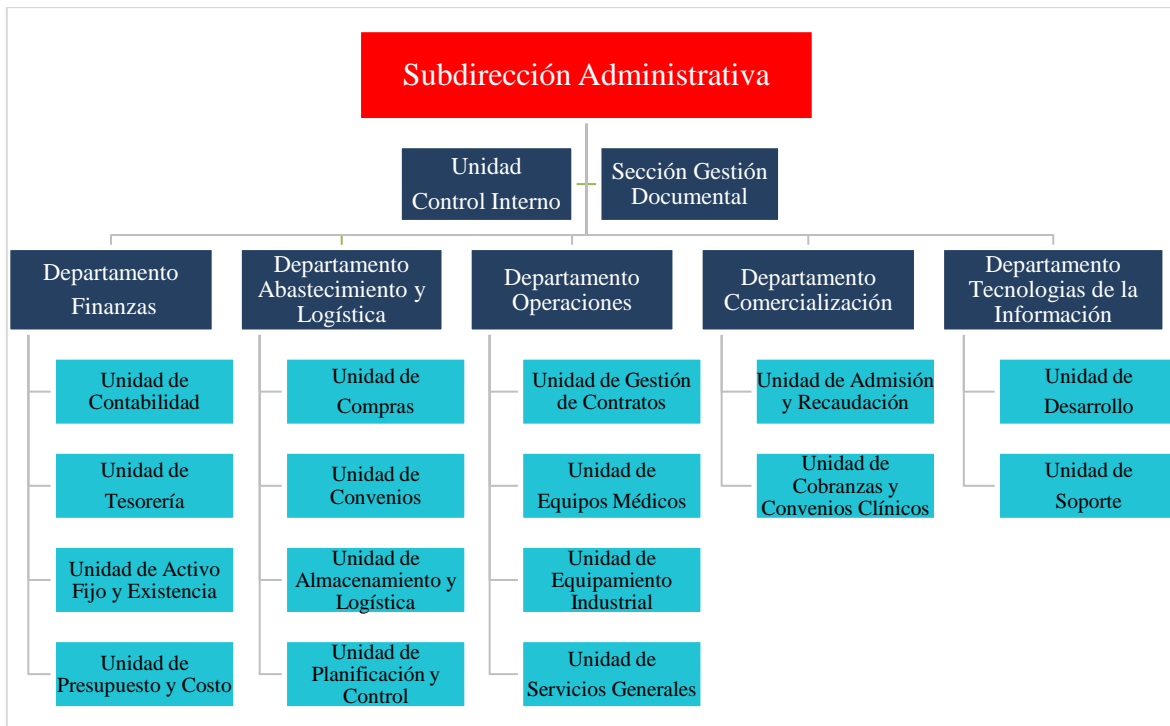 Subdirección Administrativa
Unidad
Control Interno
Sección Gestión
Documental
Departamento
Finanzas
Departamento
Abastecimiento y
Logística
Departamento
Operaciones
Departamento
Comercialización
Departamento
Tecnologias de la
Información
Unidad de
Contabilidad
Unidad de
Tesorería
Unidad de Activo
Fijo y Existencia
Unidad de
Presupuesto y Costo
Unidad de
Compras
Unidad de
Convenios
Unidad de
Almacenamiento y
Logística
Unidad de
Planificación y
Control
Unidad de Gestión
de Contratos
Unidad de
Equipos Médicos
Unidad de
Equipamiento
Industrial
Unidad de
Servicios Generales
Unidad de Admisión
y Recaudación
Unidad de
Cobranzas y
Convenios Clínicos
Unidad de
Desarrollo
Unidad de
Soporte